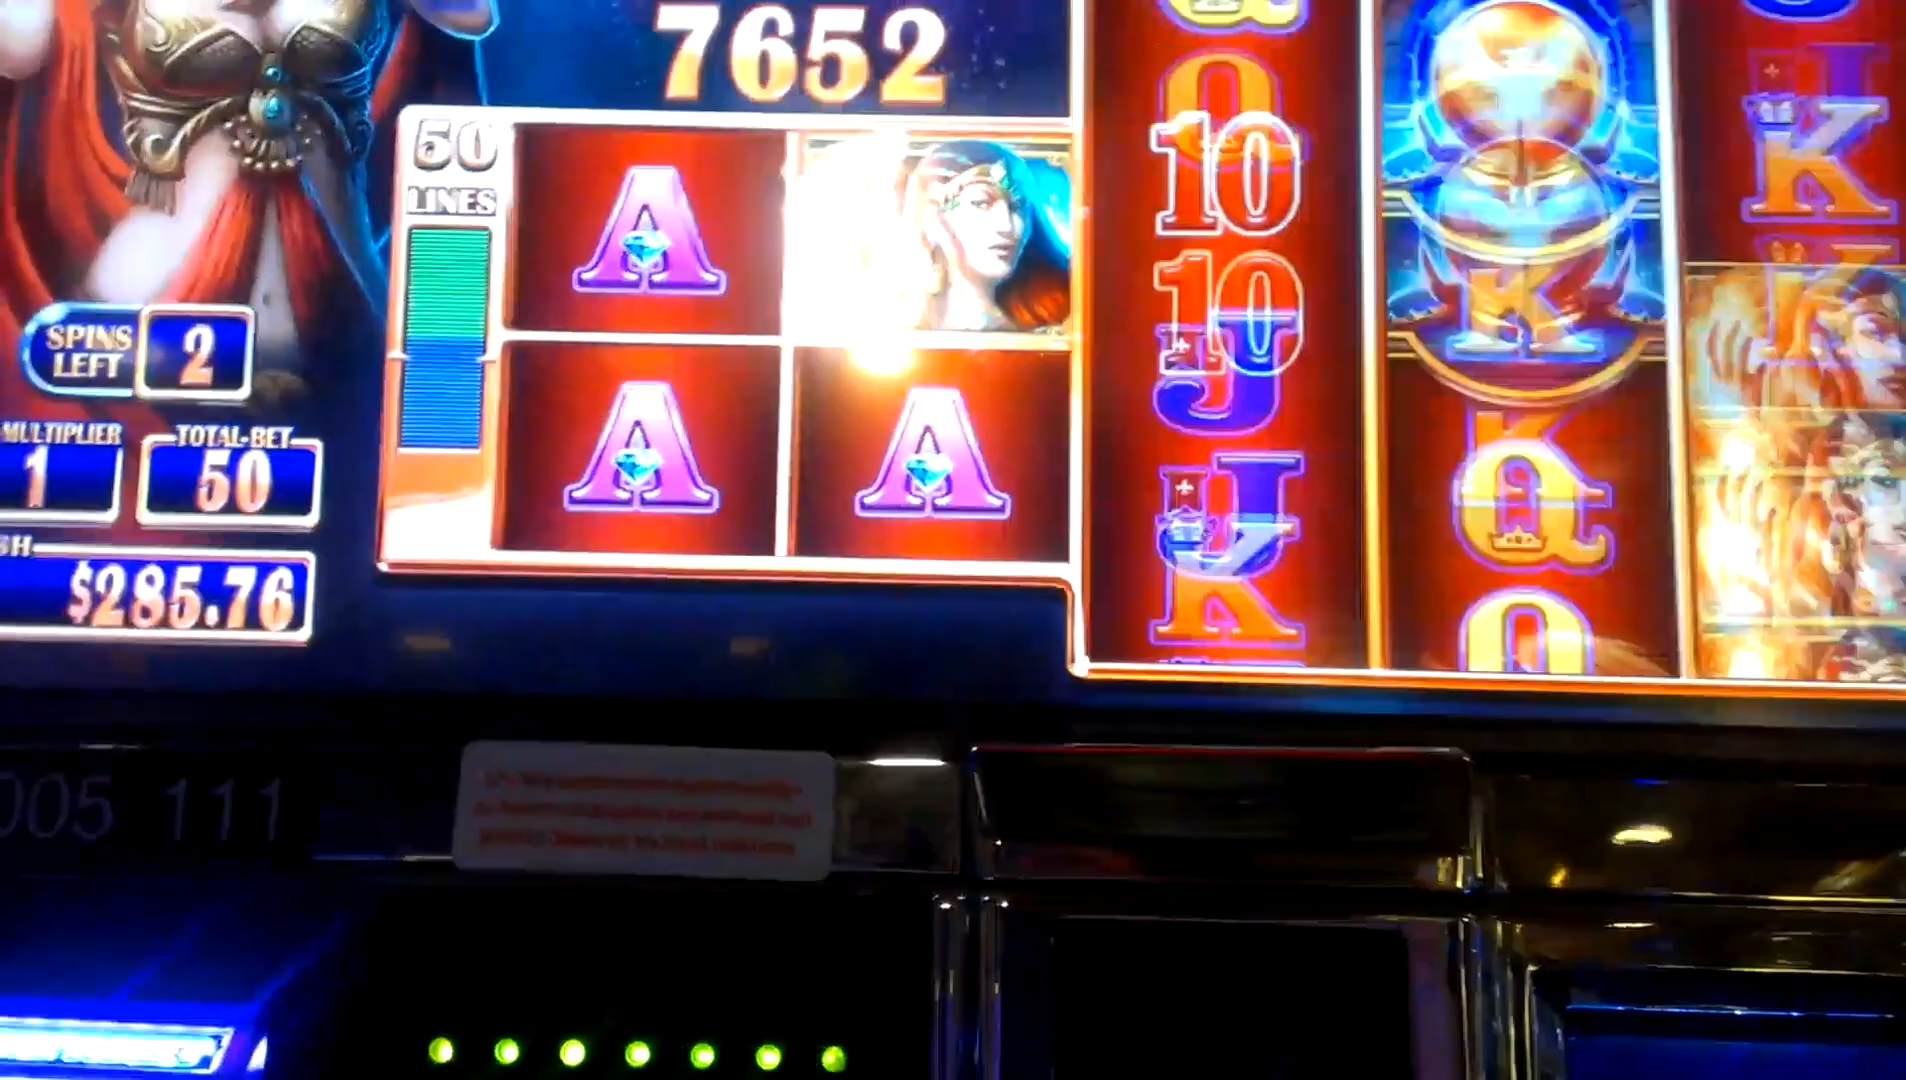 7652
50
LINES
SPINS
LEFT
2
MULTIPLIER
1
TOTAL-BET
50
$285.76
A
A
A
Q
10
10
J
J
K
K
K
Q
Q
J
K
005 111